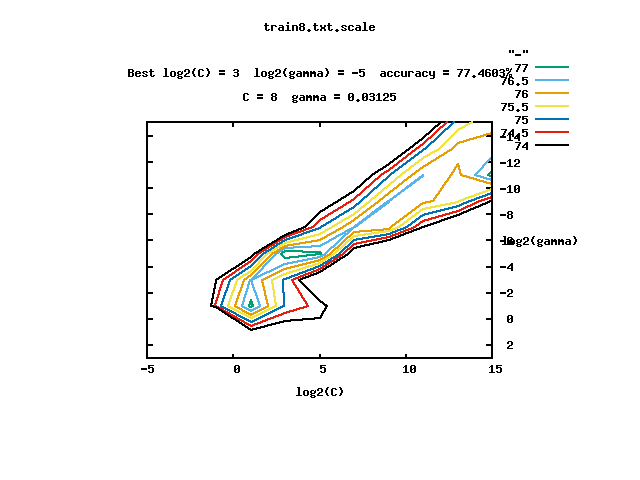 train8.txt.scale
"-"
Best log2(C) = 3  log2(gamma) = -5  accuracy = 77.4603%
77
76.5
C = 8  gamma = 0.03125
76
75.5
75
74.5
74
-14
-12
-10
-8
-6
log2(gamma)
-4
-2
0
2
-5 0 5 10 15
log2(C)